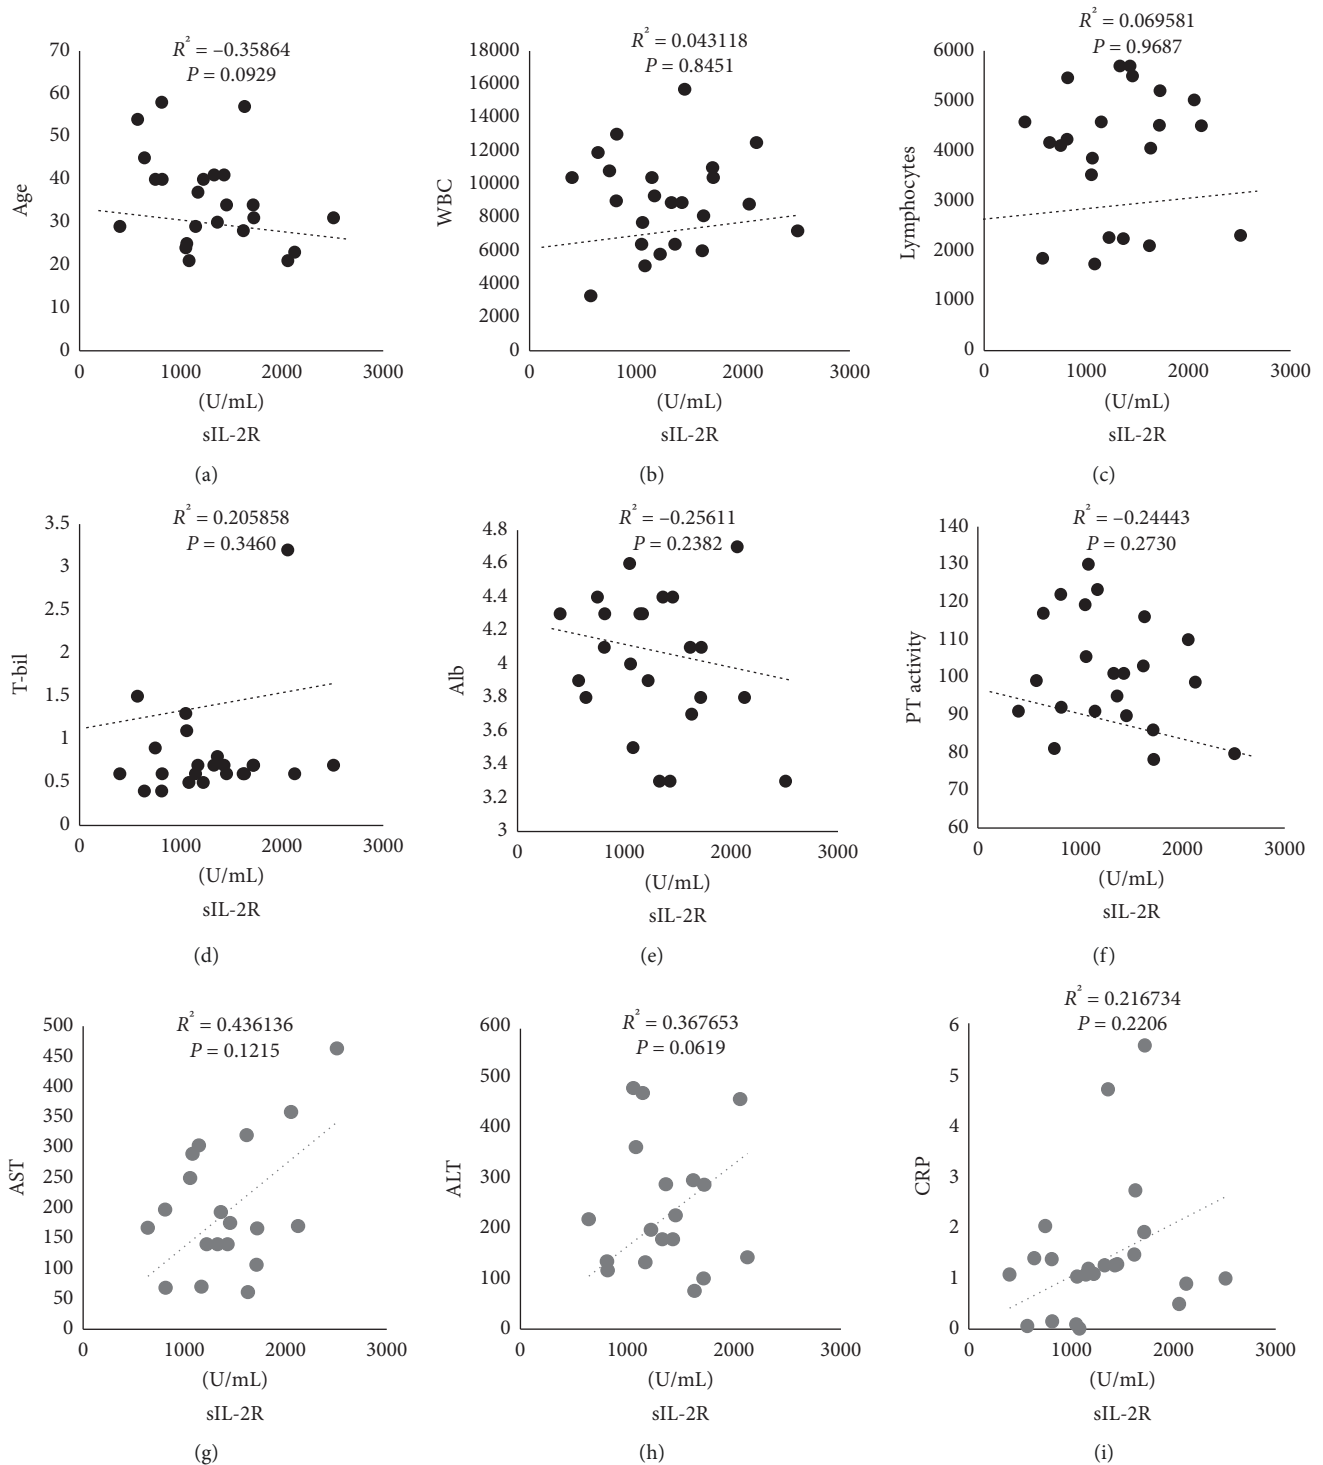 R² = –0.35864
P = 0.0929
70
60
50
40
30
20
10
0
Age
0 1000 2000 3000
(U/mL)
sIL-2R
(a)
R² = 0.043118
P = 0.8451
18000
16000
14000
12000
10000
8000
6000
4000
2000
0
WBC
0 1000 2000 3000
(U/mL)
sIL-2R
(b)
R² = 0.069581
P = 0.9687
6000
5000
4000
3000
2000
1000
0
Lymphocytes
0 1000 2000 3000
(U/mL)
sIL-2R
(c)
R² = 0.205858
P = 0.3460
3.5
3
2.5
2
1.5
1
0.5
0
T-bil
0 1000 2000 3000
(U/mL)
sIL-2R
(d)
R² = –0.25611
P = 0.2382
4.8
4.6
4.4
4.2
4
3.8
3.6
3.4
3.2
3
Alb
0 1000 2000 3000
(U/mL)
sIL-2R
(e)
R² = –0.24443
P = 0.2730
140
130
120
110
100
90
80
70
60
PT activity
0 1000 2000 3000
(U/mL)
sIL-2R
(f)
R² = 0.436136
P = 0.1215
500
450
400
350
300
250
200
150
100
50
0
AST
0 1000 2000 3000
(U/mL)
sIL-2R
(g)
R² = 0.367653
P = 0.0619
600
500
400
300
200
100
0
ALT
0 1000 2000 3000
(U/mL)
sIL-2R
(h)
R² = 0.216734
P = 0.2206
6
5
4
3
2
1
0
CRP
0 1000 2000 3000
(U/mL)
sIL-2R
(i)